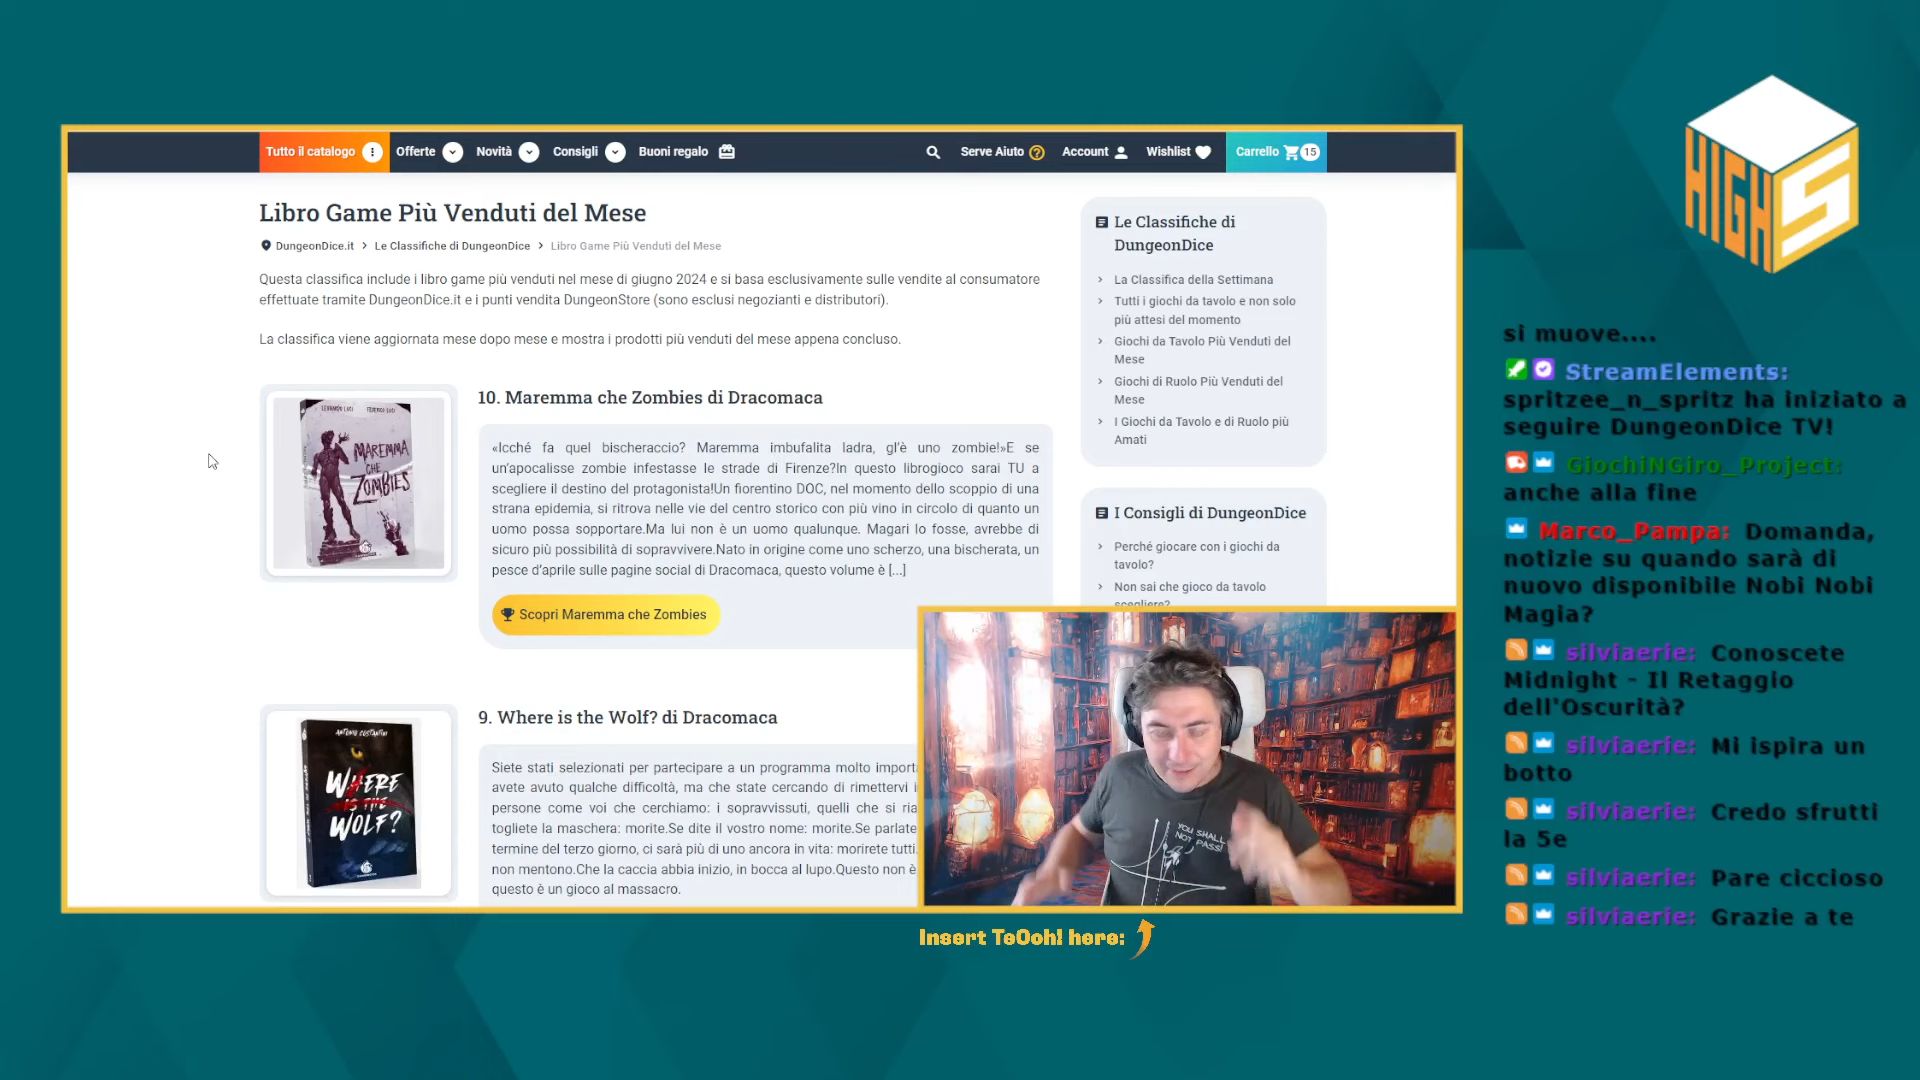 Tutto il catalogo
Offerte
Novità
Consigli
Buoni regalo
Serve Aiuto
Account
Wishlist
Carrello 15
Libro Game Più Venduti del Mese
DungeonDice.it > Le Classifiche di DungeonDice > Libro Game Più Venduti del Mese
Questa classifica include i libro game più venduti nel mese di giugno 2024 e si basa esclusivamente sulle vendite al consumatore
effettuate tramite DungeonDice.it e i punti vendita DungeonStore (sono esclusi negozianti e distributori).
La classifica viene aggiornata mese dopo mese e mostra i prodotti più venduti del mese appena concluso.
LEONARDO LUCI FEDERICO LUCI
MAREMMA
CHE
ZOMBIES
10. Maremma che Zombies di Dracomaca
«Icché fa quel bischeraccio? Maremma imbufalita ladra, gl'è uno zombie!»E se
un'apocalisse zombie infestasse le strade di Firenze?In questo librogioco sarai TU a
scegliere il destino del protagonista!Un fiorentino DOC, nel momento dello scoppio di una
strana epidemia, si ritrova nelle vie del centro storico con più vino in circolo di quanto un
uomo possa sopportare.Ma lui non è un uomo qualunque. Magari lo fosse, avrebbe di
sicuro più possibilità di sopravvivere.Nato in origine come uno scherzo, una bischerata, un
pesce d'aprile sulle pagine social di Dracomaca, questo volume è [...]
Scopri Maremma che Zombies
ANTONIO COSTANTINI
WHERE
IS THE
WOLF?
9. Where is the Wolf? di Dracomaca
Siete stati selezionati per partecipare a un programma molto import
avete avuto qualche difficoltà, ma che state cercando di rimettervi i
persone come voi che cerchiamo: i sopravvissuti, quelli che si ria
togliete la maschera: morite.Se dite il vostro nome: morite.Se parlate
termine del terzo giorno, ci sarà più di uno ancora in vita: morirete tutti.
non mentono.Che la caccia abbia inizio, in bocca al lupo.Questo non è
questo è un gioco al massacro.
Le Classifiche di
DungeonDice
La Classifica della Settimana
Tutti i giochi da tavolo e non solo
più attesi del momento
Giochi da Tavolo Più Venduti del
Mese
Giochi di Ruolo Più Venduti del
Mese
I Giochi da Tavolo e di Ruolo più
Amati
I Consigli di DungeonDice
Perché giocare con i giochi da
tavolo?
Non sai che gioco da tavolo
scegliere?
YOU SHALL
NOT PASS!
Insert TeOoh! here:
HIGH 5
si muove....
StreamElements:
spritzee_n_spritz ha iniziato a
seguire DungeonDice TV!
GiochiNGiro_Project:
anche alla fine
Marco_Pampa: Domanda,
notizie su quando sarà di
nuovo disponibile Nobi Nobi
Magia?
silviaerie: Conoscete
Midnight - Il Retaggio
dell'Oscurità?
silviaerie: Mi ispira un
botto
silviaerie: Credo sfrutti
la 5e
silviaerie: Pare ciccioso
silviaerie: Grazie a te